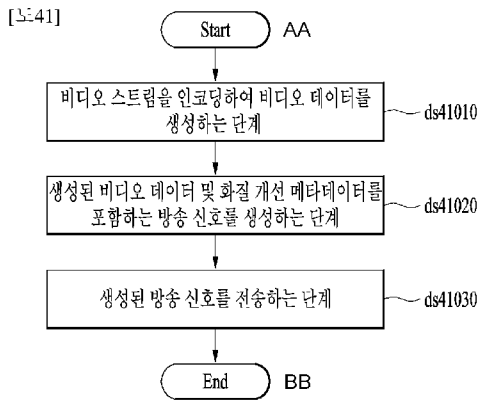 [도41]
Start AA
비디오 스트림을 인코딩하여 비디오 데이터를
생성하는 단계
ds41010
생성된 비디오 데이터 및 화질 개선 메타데이터를
포함하는 방송 신호를 생성하는 단계
ds41020
생성된 방송 신호를 전송하는 단계
ds41030
End BB